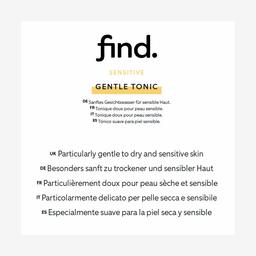 find.
SENSITIVE
GENTLE TONIC
DE Sanftes Gesichtswasser für sensible Haut.
FR Tonique doux pour peau sensible.
IT Tonique doux pour peau sensible.
ES Tónico suave para piel sensible.
UK Particularly gentle to dry and sensitive skin
DE Besonders sanft zu trockener und sensibler Haut
FR Particulièrement doux pour peau sèche et sensible
IT Particolarmente delicato per pelle secca e sensibile
ES Especialmente suave para la piel seca y sensible